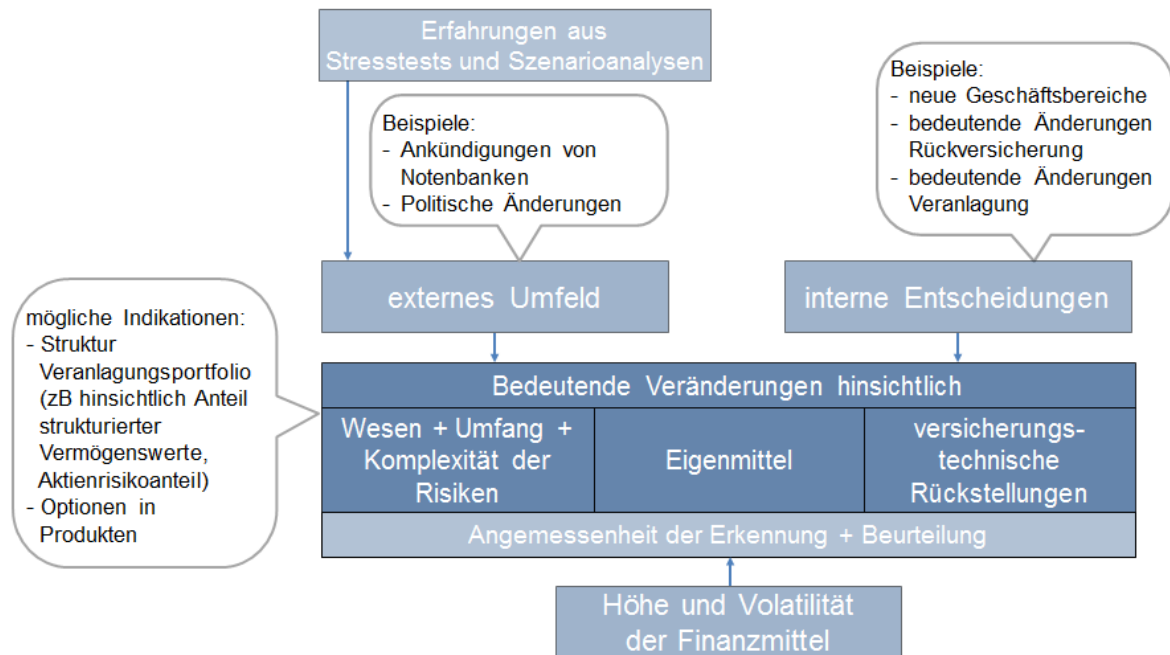 Erfahrungen aus
Stresstests und Szenarioanalysen
Beispiele:
- Ankündigungen von
Notenbanken
- Politische Änderungen
Beispiele:
- neue Geschäftsbereiche
- bedeutende Änderungen
Rückversicherung
- bedeutende Änderungen
Veranlagung
externes Umfeld
interne Entscheidungen
mögliche Indikationen:
- Struktur
Veranlagungsportfolio
(zB hinsichtlich Anteil
strukturierter
Vermögenswerte,
Aktienrisikoanteil)
- Optionen in
Produkten
Bedeutende Veränderungen hinsichtlich
Wesen + Umfang +
Komplexität der
Risiken
Eigenmittel
versicherungs-
technische
Rückstellungen
Angemessenheit der Erkennung + Beurteilung
Höhe und Volatilität
der Finanzmittel